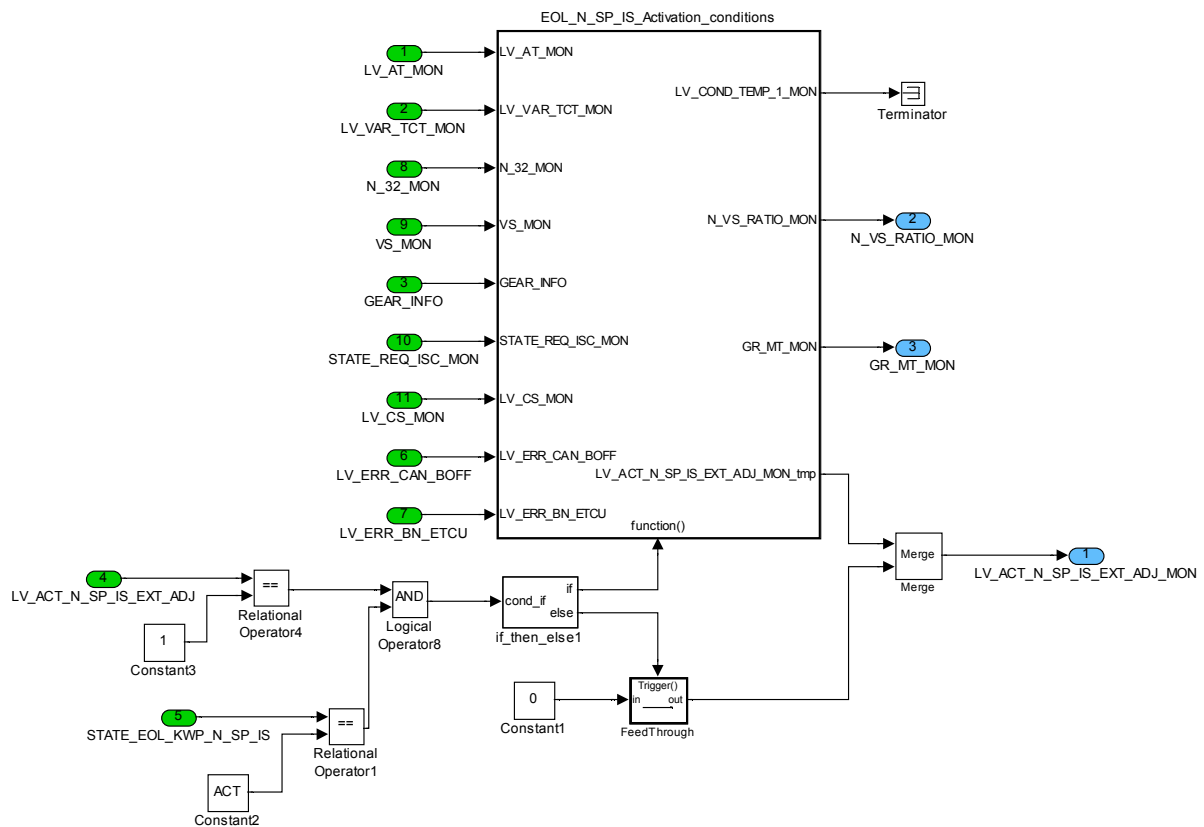 EOL_N_SP_IS_Activation_conditions
1
LV_AT_MON
LV_AT_MON
LV_COND_TEMP_1_MON
Terminator
2
LV_VAR_TCT_MON
LV_VAR_TCT_MON
8
N_32_MON
N_32_MON
9
VS_MON
VS_MON
N_VS_RATIO_MON
2
N_VS_RATIO_MON
3
GEAR_INFO
GEAR_INFO
10
STATE_REQ_ISC_MON
STATE_REQ_ISC_MON
GR_MT_MON
3
GR_MT_MON
11
LV_CS_MON
LV_CS_MON
6
LV_ERR_CAN_BOFF
LV_ERR_CAN_BOFF
LV_ACT_N_SP_IS_EXT_ADJ_MON_tmp
7
LV_ERR_BN_ETCU
LV_ERR_BN_ETCU
function()
Merge
Merge
1
LV_ACT_N_SP_IS_EXT_ADJ_MON
4
LV_ACT_N_SP_IS_EXT_ADJ
==
Relational
Operator4
1
Constant3
AND
Logical
Operator8
cond_if
if
else
if_then_else1
0
Constant1
Trigger()
in
out
FeedThrough
5
STATE_EOL_KWP_N_SP_IS
==
Relational
Operator1
ACT
Constant2